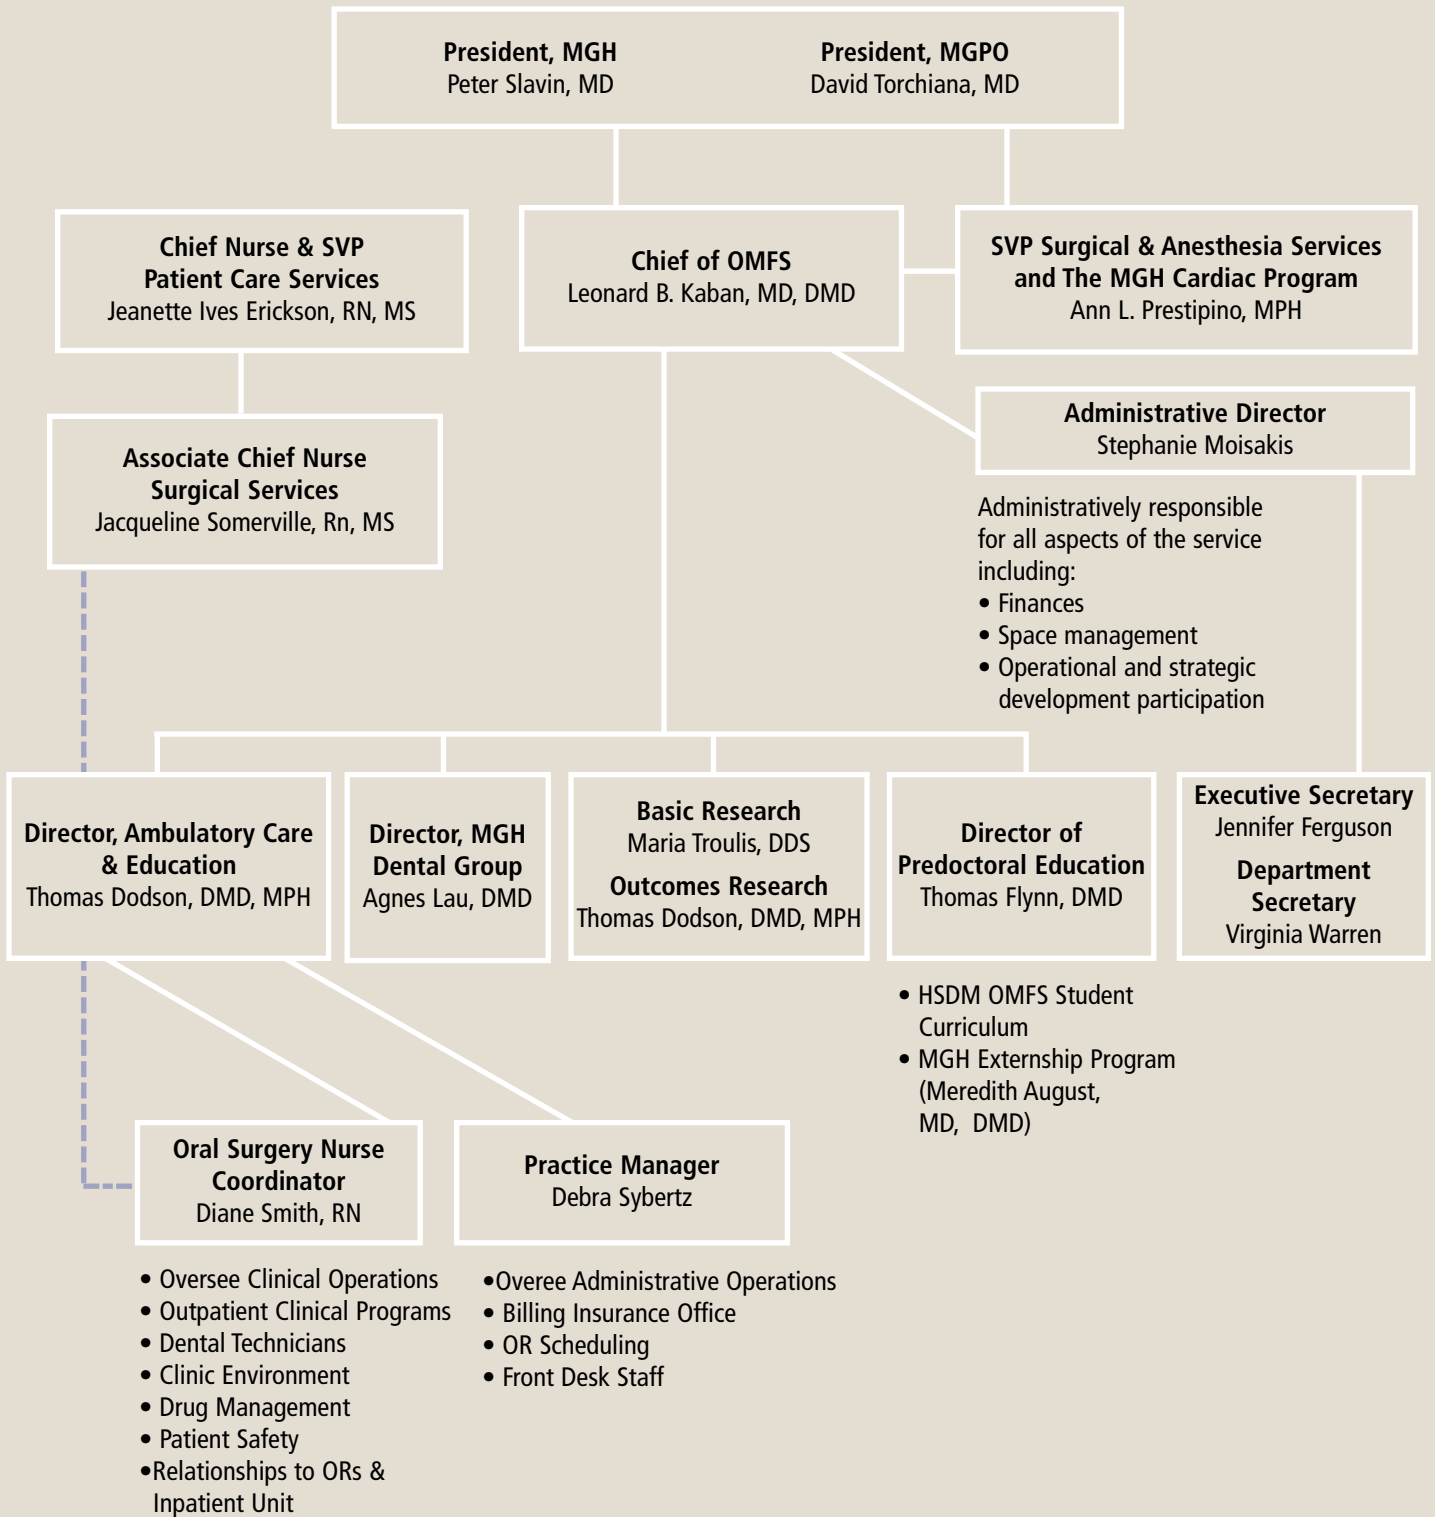 President, MGH
Peter Slavin, MD
President, MGPO
David Torchiana, MD
Chief Nurse & SVP
Patient Care Services
Jeanette Ives Erickson, RN, MS
Chief of OMFS
Leonard B. Kaban, MD, DMD
SVP Surgical & Anesthesia Services
and The MGH Cardiac Program
Ann L. Prestipino, MPH
Associate Chief Nurse
Surgical Services
Jacqueline Somerville, Rn, MS
Administrative Director
Stephanie Moisakis
Administratively responsible
for all aspects of the service
including:
• Finances
• Space management
• Operational and strategic
development participation
Director, Ambulatory Care
& Education
Thomas Dodson, DMD, MPH
Director, MGH
Dental Group
Agnes Lau, DMD
Basic Research
Maria Troulis, DDS
Outcomes Research
Thomas Dodson, DMD, MPH
Director of
Predoctoral Education
Thomas Flynn, DMD
Executive Secretary
Jennifer Ferguson
Department
Secretary
Virginia Warren
• HSDM OMFS Student
Curriculum
• MGH Externship Program
(Meredith August,
MD, DMD)
Oral Surgery Nurse
Coordinator
Diane Smith, RN
Practice Manager
Debra Sybertz
• Oversee Clinical Operations
• Outpatient Clinical Programs
• Dental Technicians
• Clinic Environment
• Drug Management
• Patient Safety
•Relationships to ORs &
Inpatient Unit
•Overee Administrative Operations
• Billing Insurance Office
• OR Scheduling
• Front Desk Staff